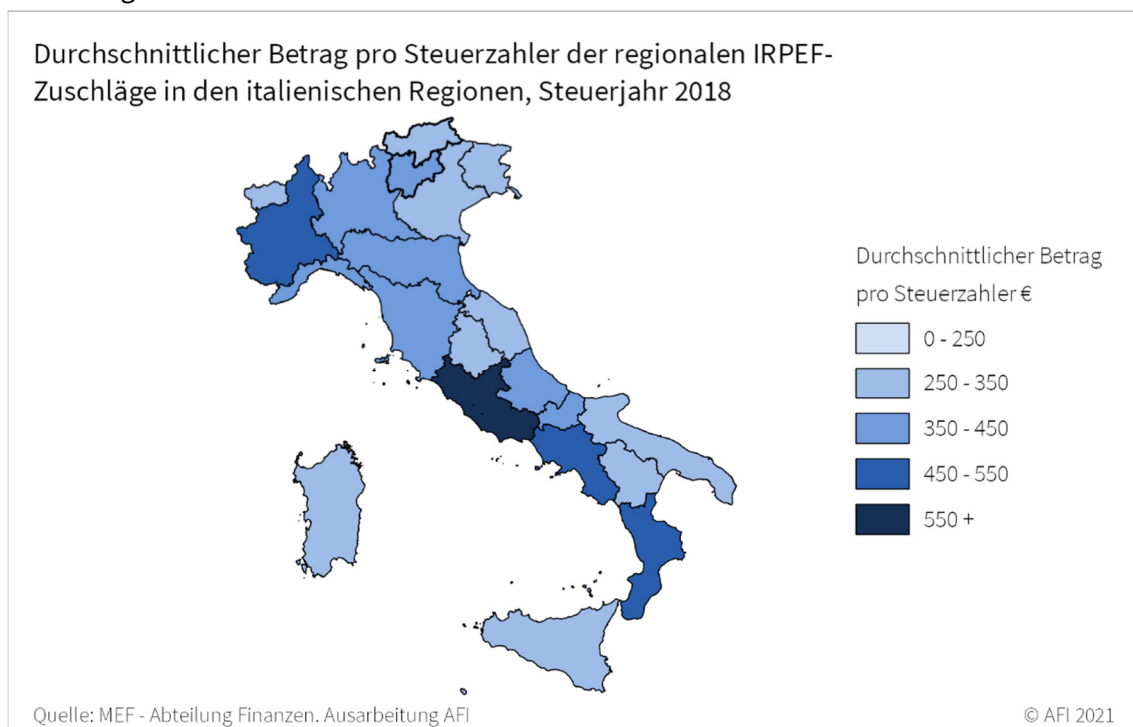 Durchschnittlicher Betrag pro Steuerzahler der regionalen IRPEF-
Zuschläge in den italienischen Regionen, Steuerjahr 2018
Durchschnittlicher Betrag
pro Steuerzahler €
0 - 250
250 - 350
350 - 450
450 - 550
550 +
Quelle: MEF - Abteilung Finanzen. Ausarbeitung AFI
© AFI 2021